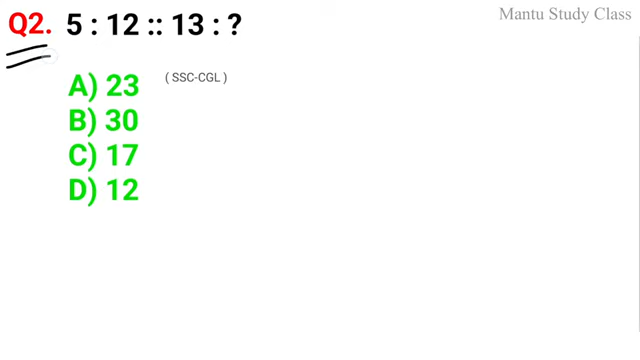 Mantu Study Class
Q2. 5 : 12 :: 13 : ?
A) 23 ( SSC-CGL )
B) 30
C) 17
D) 12